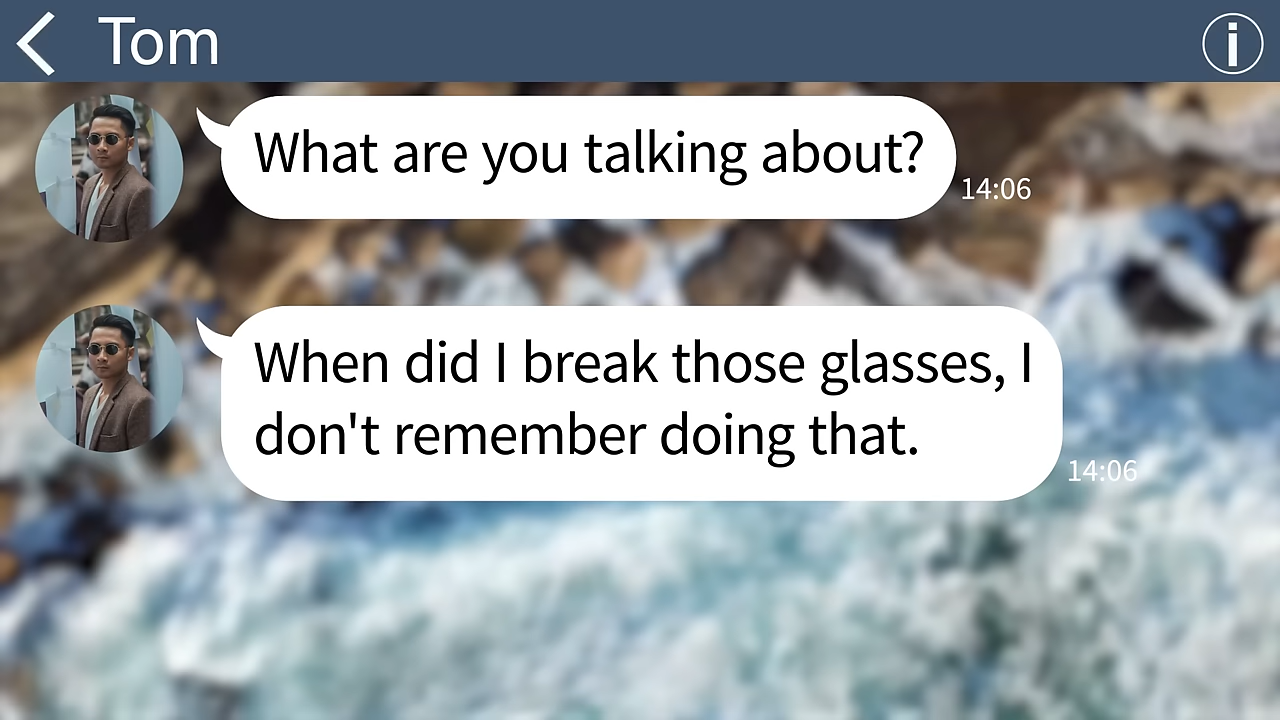 Tom
What are you talking about?
14:06
When did I break those glasses, I
don't remember doing that.
14:06